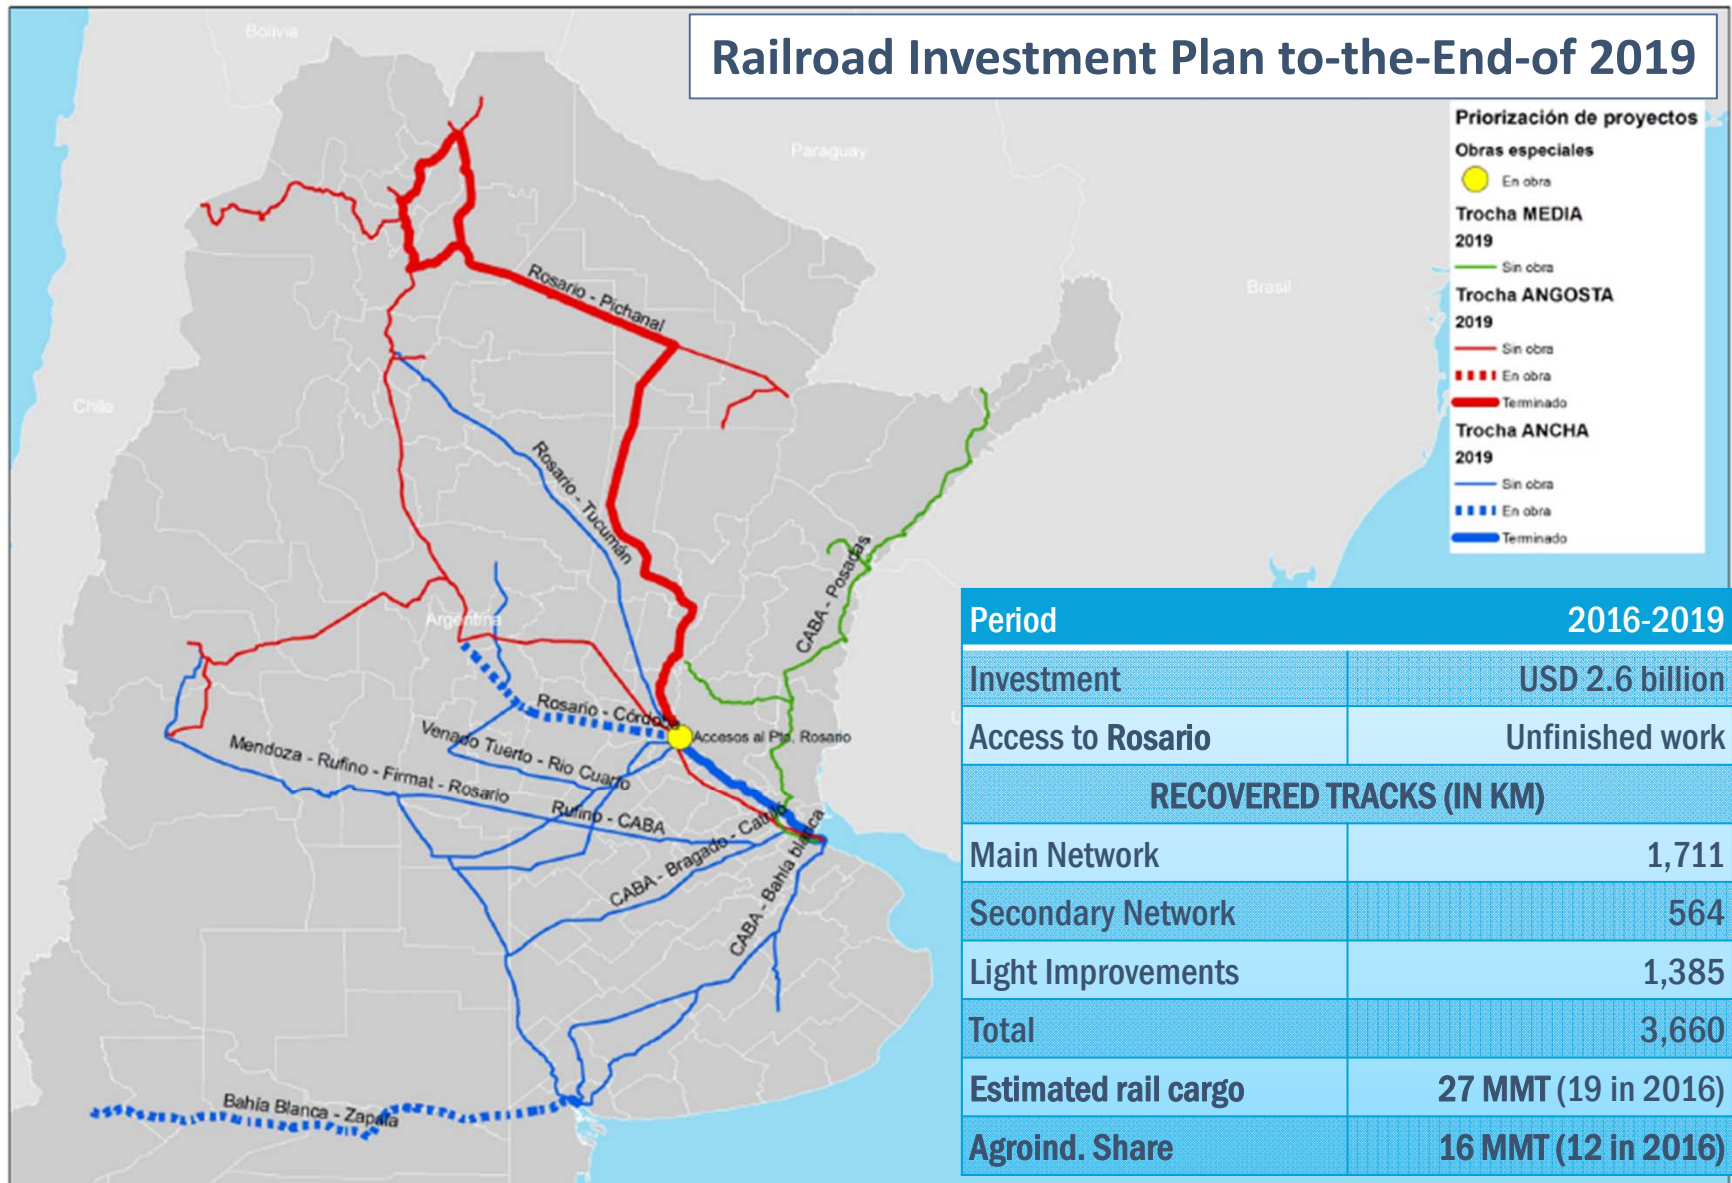 Railroad Investment Plan to-the-End-of 2019
Bolivia
Paraguay
Brasil
Chile
Argentina
Priorización de proyectos
Obras especiales
En obra
Trocha MEDIA
2019
Sin obra
Trocha ANGOSTA
2019
Sin obra
En obra
Terminado
Trocha ANCHA
2019
Sin obra
En obra
Terminado
Rosario - Pichanal
Rosario - Tucumán
CABA - Posadas
Rosario - Córdoba
Accesos al Pto. Rosario
Venado Tuerto - Rio Cuarto
Mendoza - Rufino - Firmat - Rosario
Rufino - CABA
CABA - Bragado - Catrilo
CABA - Bahía blanca
Bahía Blanca - Zapala
Period 2016-2019
Investment USD 2.6 billion
Access to Rosario Unfinished work
RECOVERED TRACKS (IN KM)
Main Network 1,711
Secondary Network 564
Light Improvements 1,385
Total 3,660
Estimated rail cargo 27 MMT (19 in 2016)
Agroind. Share 16 MMT (12 in 2016)